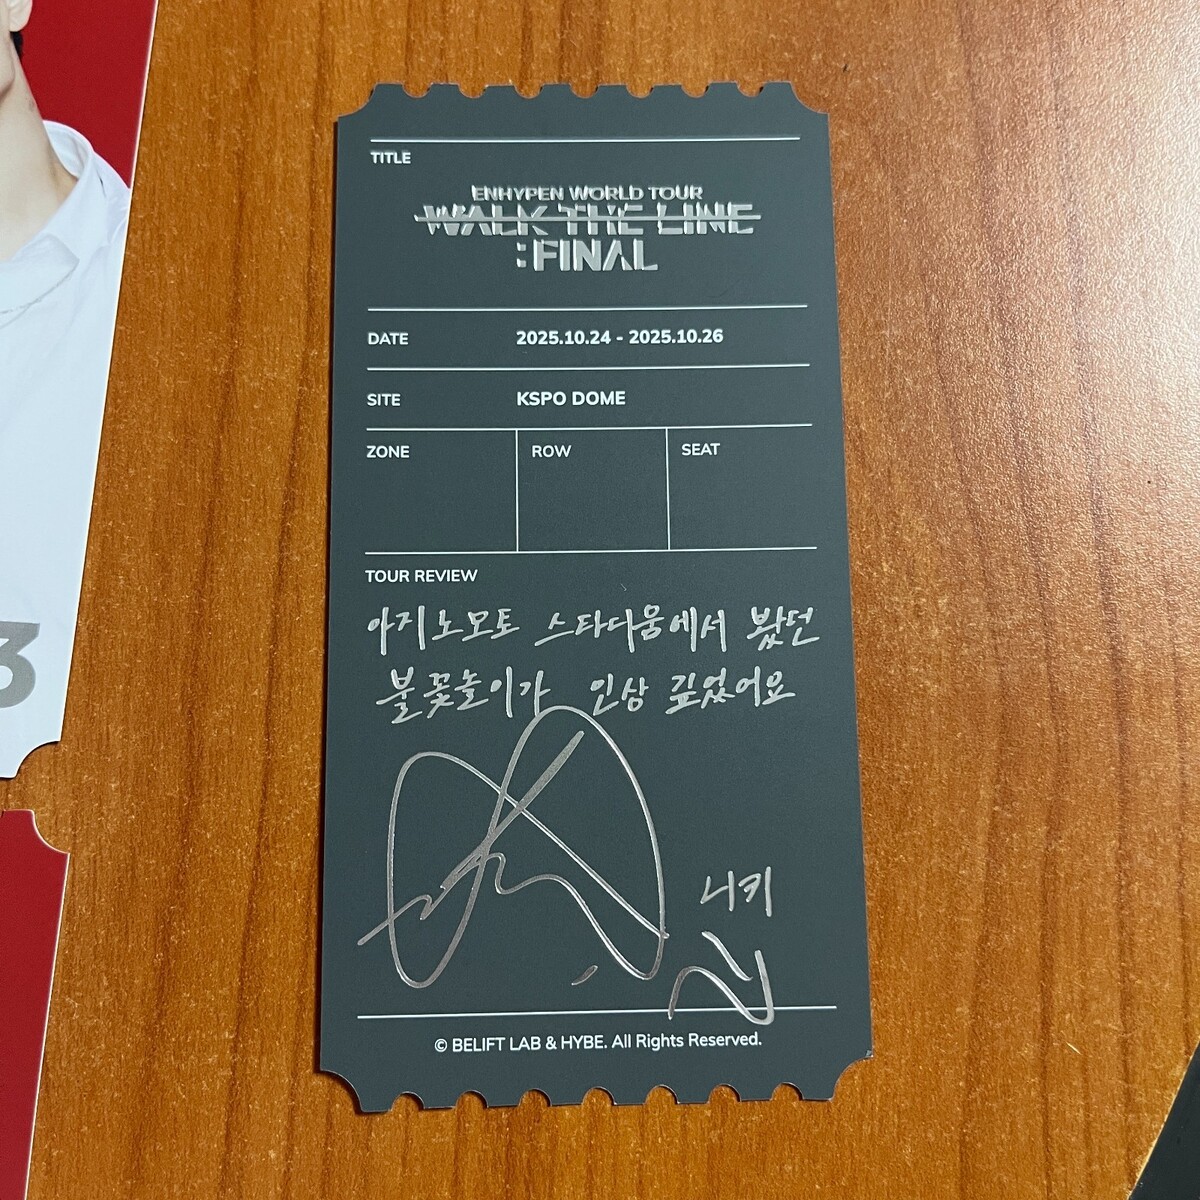 TITLE
ENHYPEN WORLD TOUR
WALK THE LINE
: FINAL
DATE 2025.10.24 - 2025.10.26
SITE KSPO DOME
ZONE ROW SEAT
TOUR REVIEW
아지노모토 스타디움에서 봤던
불꽃놀이가 인상 깊었어요
니키
© BELIFT LAB & HYBE. All Rights Reserved.
3